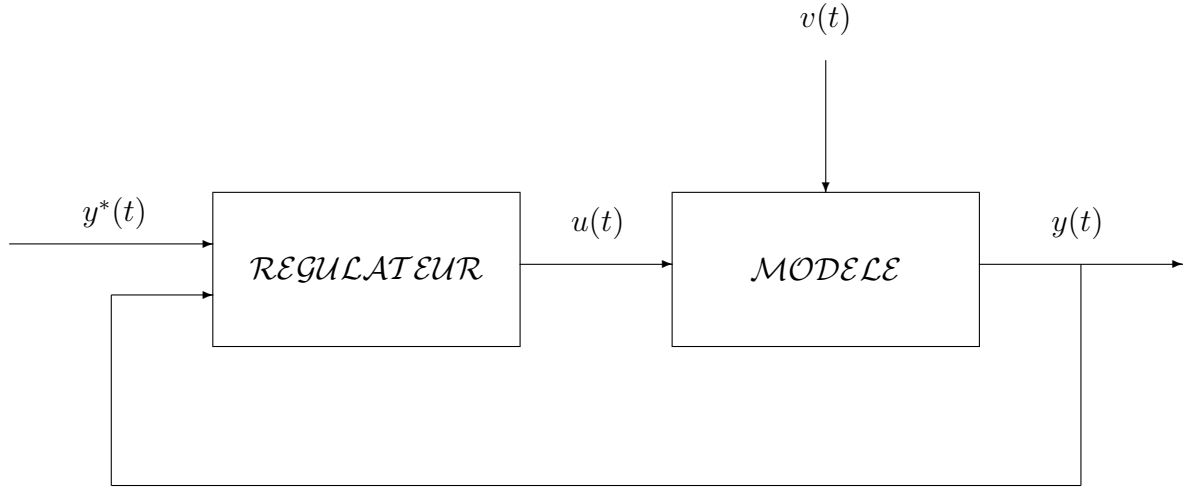 v(t)
y*(t)
REGULATEUR
u(t)
MODELE
y(t)